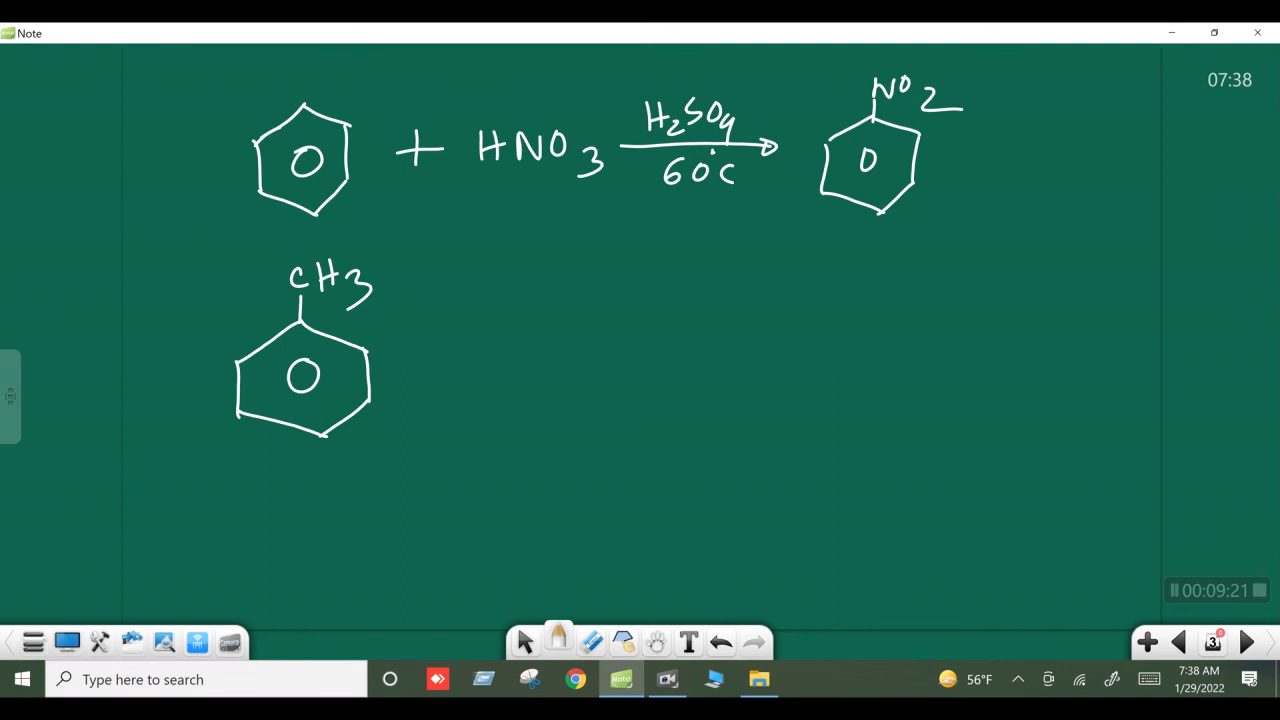 Note
07:38
+ HNO3 H2SO4 60°C NO2
CH3
00:09:21
Type here to search
Note
3
56°F
7:38 AM
1/29/2022